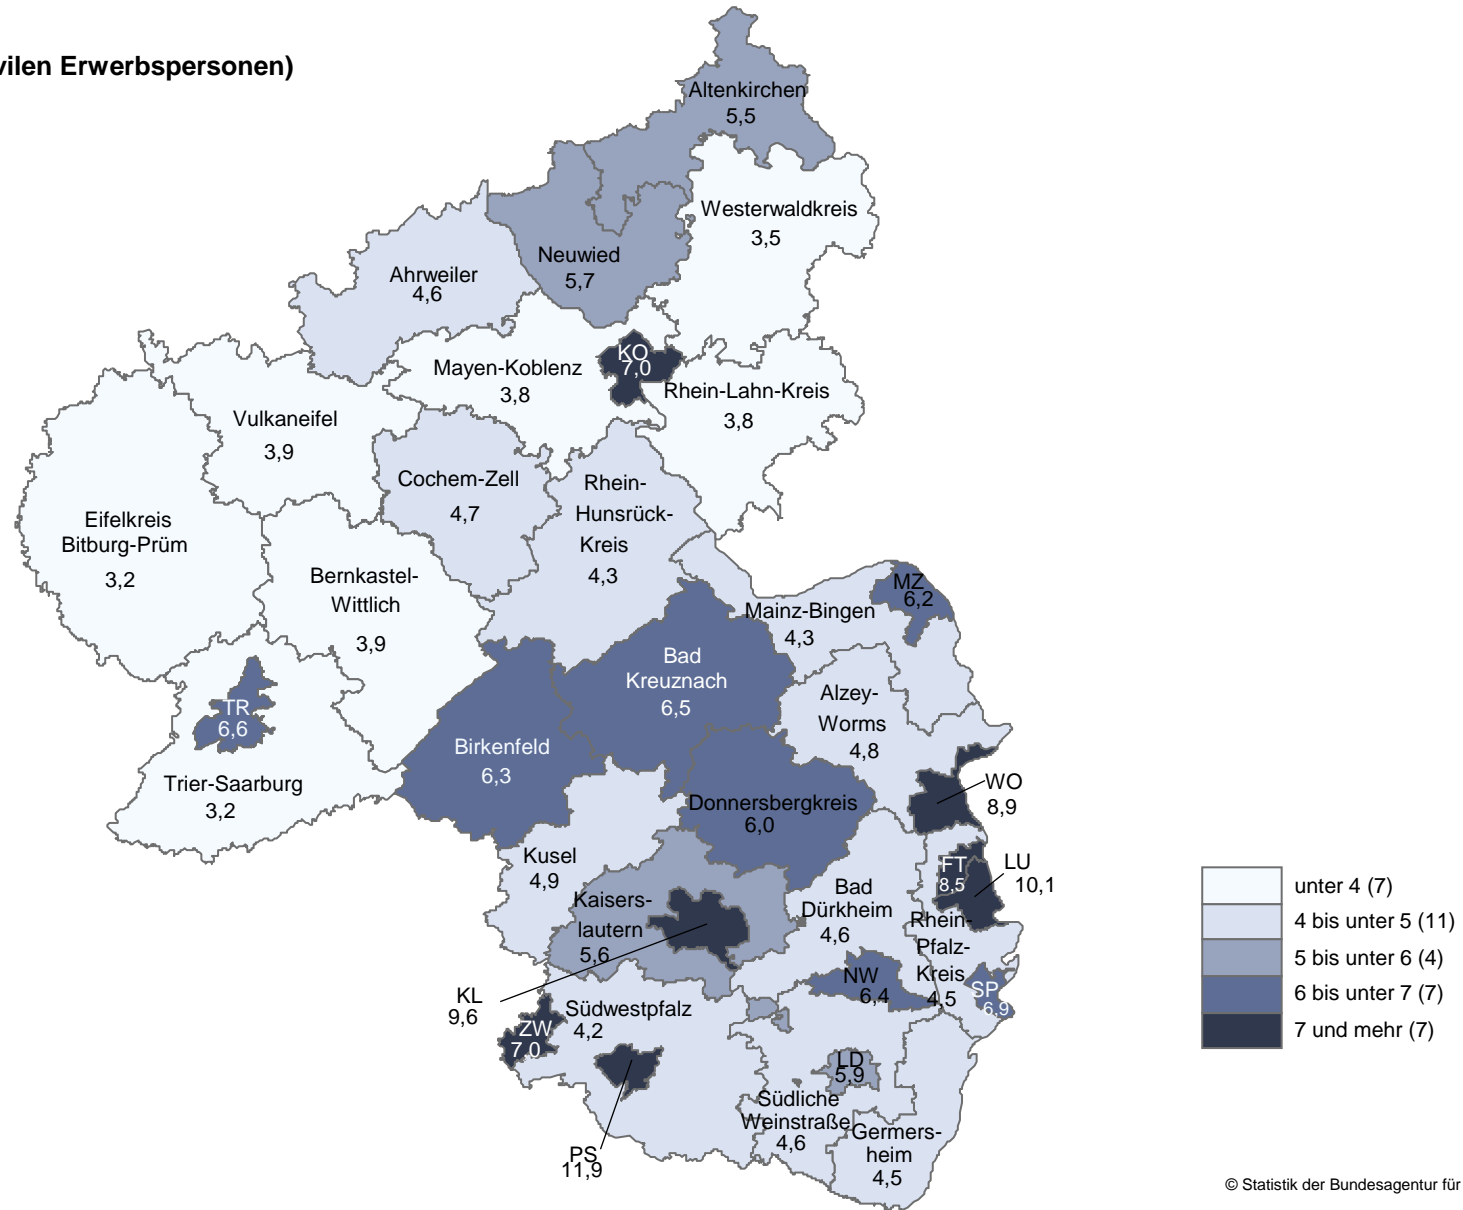 vilen Erwerbspersonen)
Altenkirchen
5,5
Westerwaldkreis
3,5
Neuwied
5,7
Ahrweiler
4,6
KO
7,0
Mayen-Koblenz
3,8
Rhein-Lahn-Kreis
3,8
Vulkaneifel
3,9
Cochem-Zell
4,7
Rhein-
Hunsrück-
Kreis
4,3
Eifelkreis
Bitburg-Prüm
3,2
Bernkastel-
Wittlich
3,9
MZ
6,2
Mainz-Bingen
4,3
Bad
Kreuznach
6,5
Alzey-
Worms
4,8
TR
6,6
Birkenfeld
6,3
Trier-Saarburg
3,2
WO
8,9
Donnersbergkreis
6,0
Kusel
4,9
FT
8,5
LU
10,1
Kaisers-
lautern
5,6
Bad
Dürkheim
4,6
Rhein-
Pfalz-
Kreis
4,5
NW
6,4
SP
6,9
KL
9,6
Südwestpfalz
4,2
ZW
7,0
LD
5,9
Südliche
Weinstraße
4,6
Germers-
heim
4,5
PS
11,9
unter 4 (7)
4 bis unter 5 (11)
5 bis unter 6 (4)
6 bis unter 7 (7)
7 und mehr (7)
© Statistik der Bundesagentur für